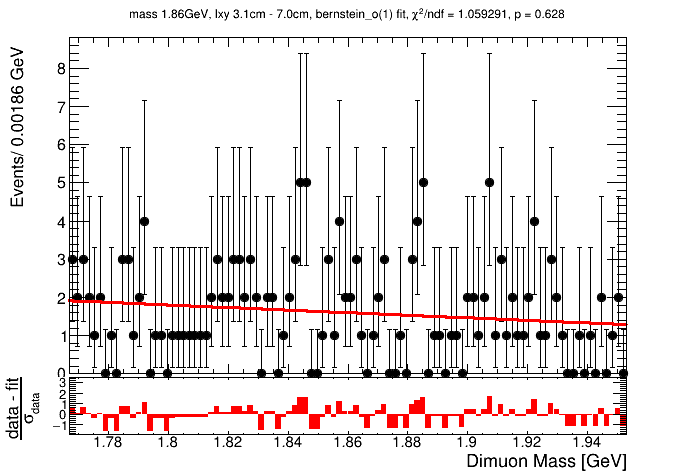 mass 1.86GeV, lxy 3.1cm - 7.0cm, bernstein_o(1) fit, χ²/ndf = 1.059291, p = 0.628
Events/ 0.00186 GeV
8
7
6
5
4
3
2
1
0
data - fit
σdata
3
2
1
0
−1
1.78 1.8 1.82 1.84 1.86 1.88 1.9 1.92 1.94
Dimuon Mass [GeV]